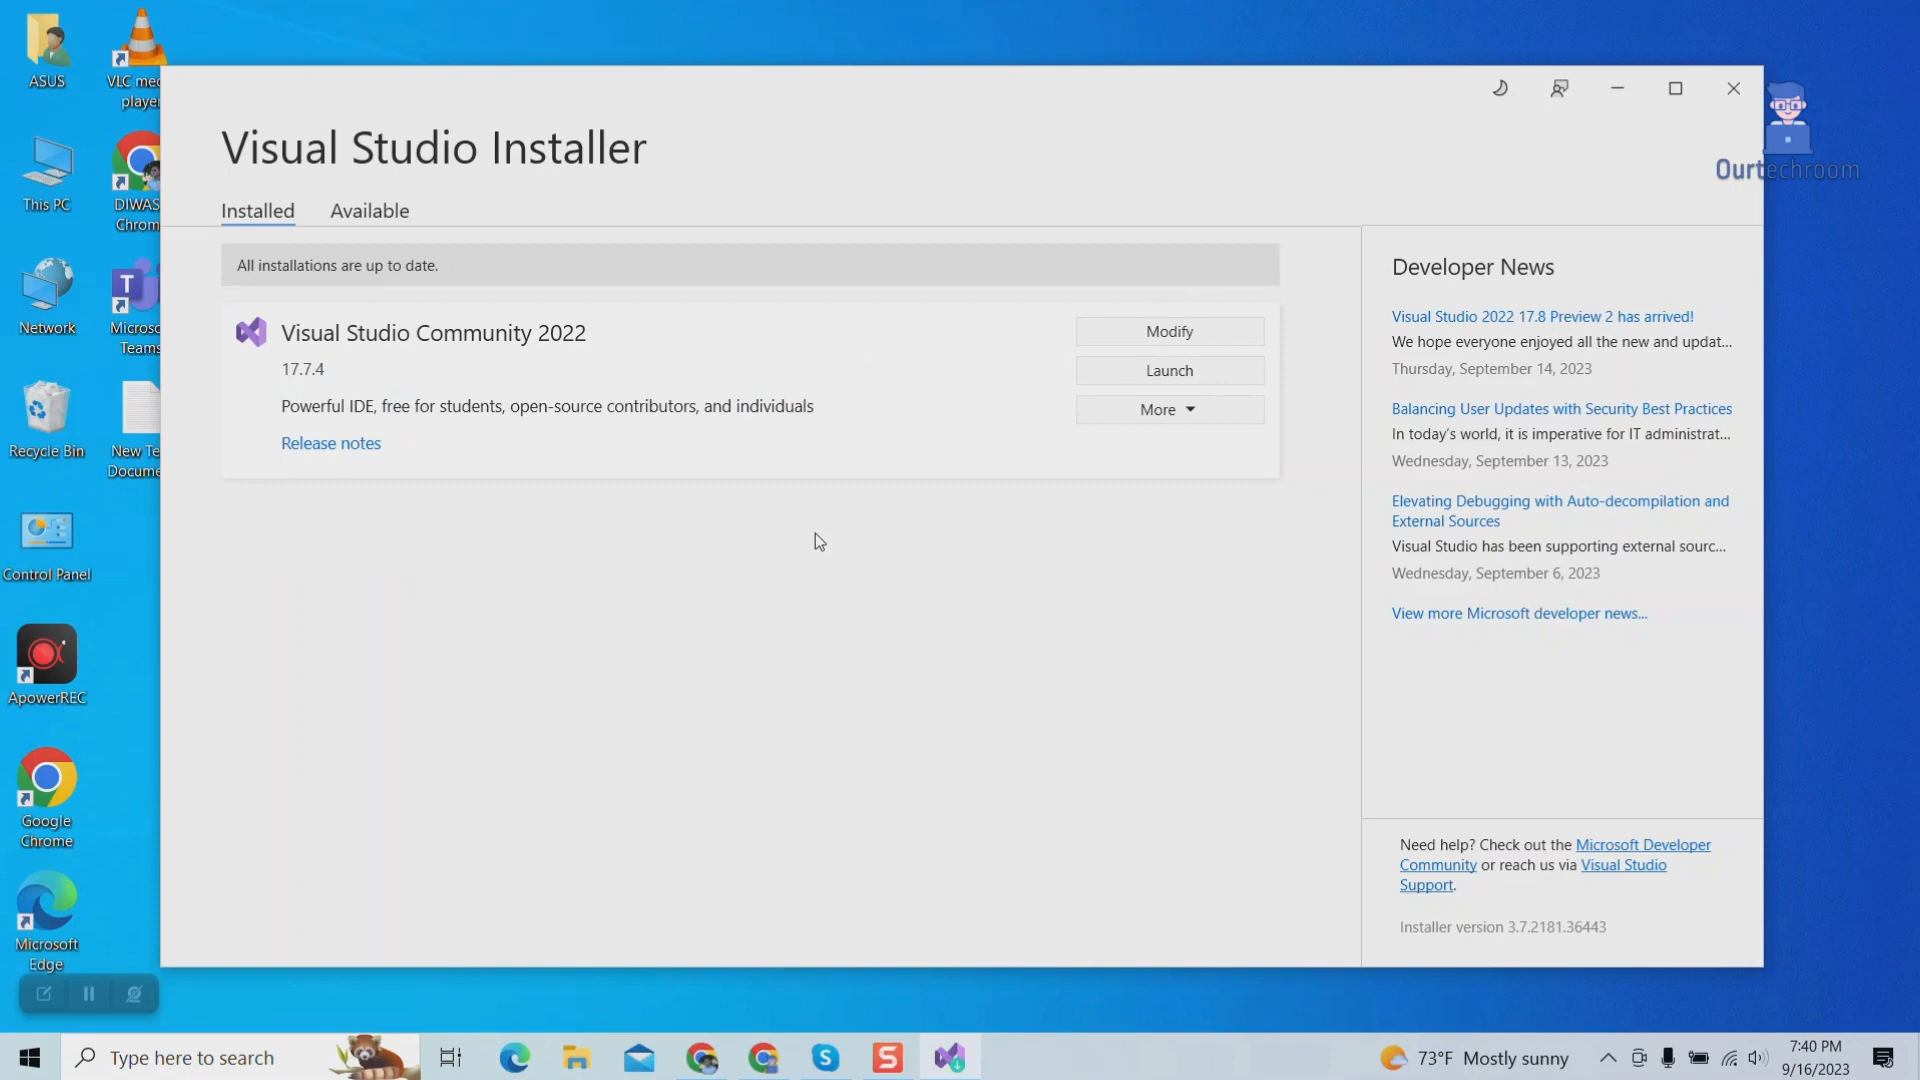 ASUS
VLC med
player
This PC
DIWAS
Chrom
Network
Microso
Teams
Recycle Bin
New Te
Docume
Control Panel
ApowerREC
Google
Chrome
Microsoft
Edge
Visual Studio Installer
Installed
Available
All installations are up to date.
Visual Studio Community 2022
17.7.4
Powerful IDE, free for students, open-source contributors, and individuals
Release notes
Modify
Launch
More
Ourtechroom
Developer News
Visual Studio 2022 17.8 Preview 2 has arrived!
We hope everyone enjoyed all the new and updat...
Thursday, September 14, 2023
Balancing User Updates with Security Best Practices
In today's world, it is imperative for IT administrat...
Wednesday, September 13, 2023
Elevating Debugging with Auto-decompilation and
External Sources
Visual Studio has been supporting external sourc...
Wednesday, September 6, 2023
View more Microsoft developer news...
Need help? Check out the Microsoft Developer
Community or reach us via Visual Studio
Support.
Installer version 3.7.2181.36443
Type here to search
73°F Mostly sunny
7:40 PM
9/16/2023